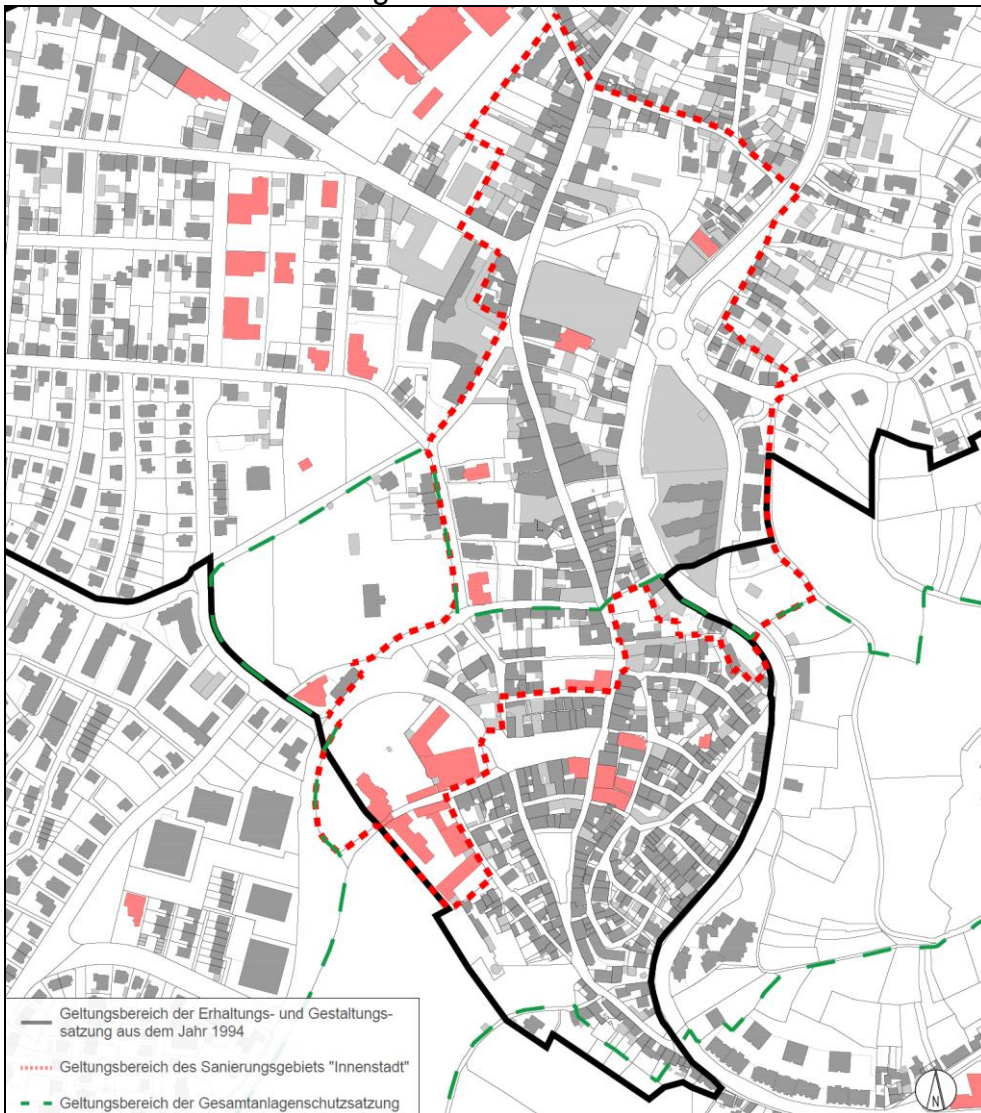 Geltungsbereich der Erhaltungs- und Gestaltungs-
satzung aus dem Jahr 1994
Geltungsbereich des Sanierungsgebiets "Innenstadt"
Geltungsbereich der Gesamtanlagenschutzsatzung
N